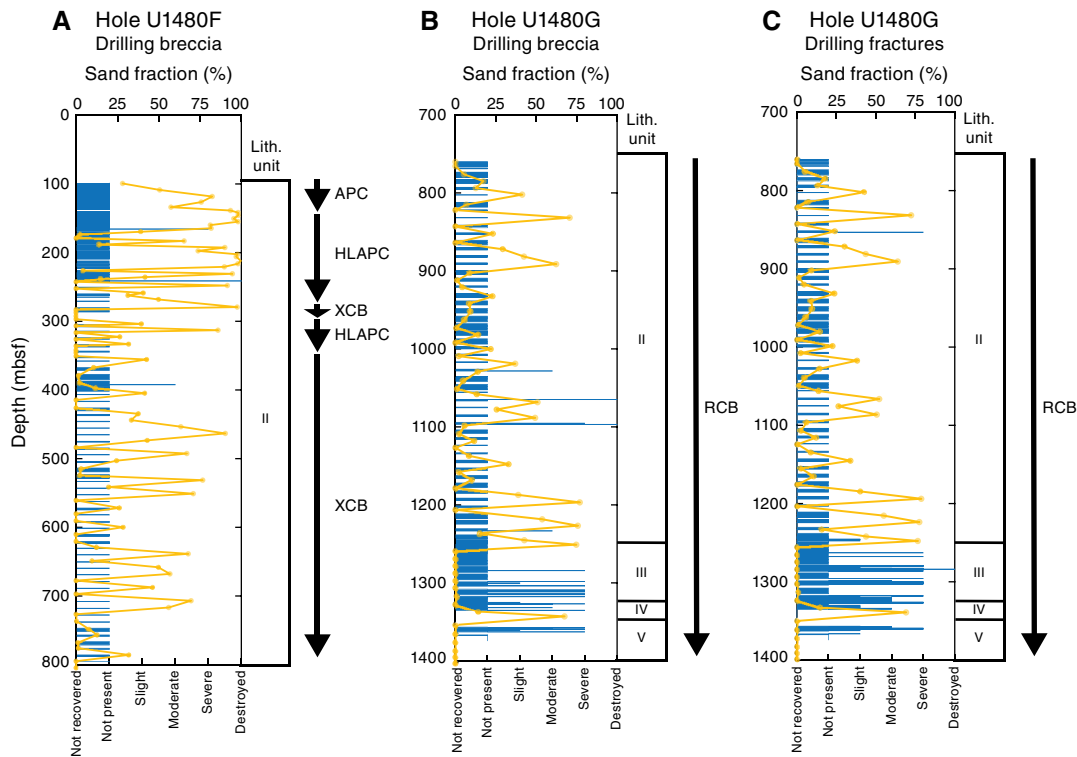 A
Hole U1480F
Drilling breccia
Sand fraction (%)
0 25 50 75 100
Lith.
unit
0
100
200
300
400
500
600
700
800
Depth (mbsf)
II
APC
HLAPC
XCB
HLAPC
XCB
Not recovered
Not present
Slight
Moderate
Severe
Destroyed
B
Hole U1480G
Drilling breccia
Sand fraction (%)
0 25 50 75 100
Lith.
unit
700
800
900
1000
1100
1200
1300
1400
II
III
IV
V
RCB
Not recovered
Not present
Slight
Moderate
Severe
Destroyed
C
Hole U1480G
Drilling fractures
Sand fraction (%)
0 25 50 75 100
Lith.
unit
700
800
900
1000
1100
1200
1300
1400
II
III
IV
V
RCB
Not recovered
Not present
Slight
Moderate
Severe
Destroyed